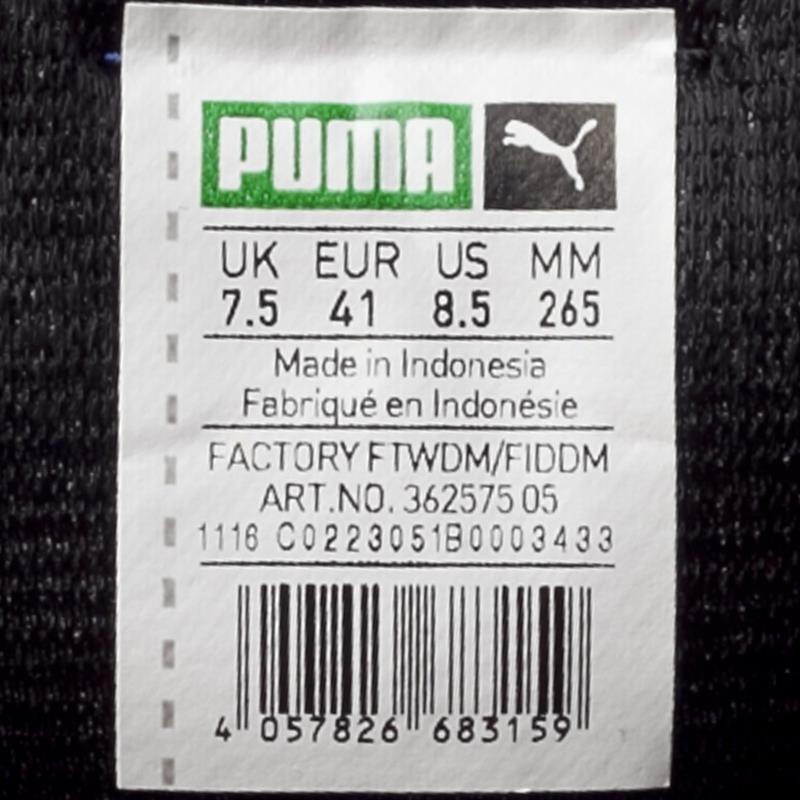 PUMA
UK EUR US MM
7.5 41 8.5 265
Made in Indonesia
Fabriqué en Indonésie
FACTORY FTWDM/FIDDM
ART.NO. 362575 05
1116 C0223051B0003433
4 057826 683159